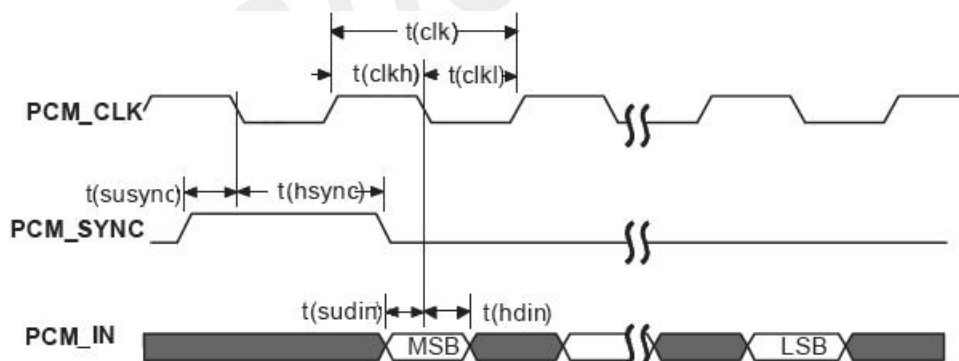 t(clk)
t(clkh) t(clkl)
PCM_CLK
t(susync) t(hsync)
PCM_SYNC
t(sudin) t(hdin)
PCM_IN MSB LSB